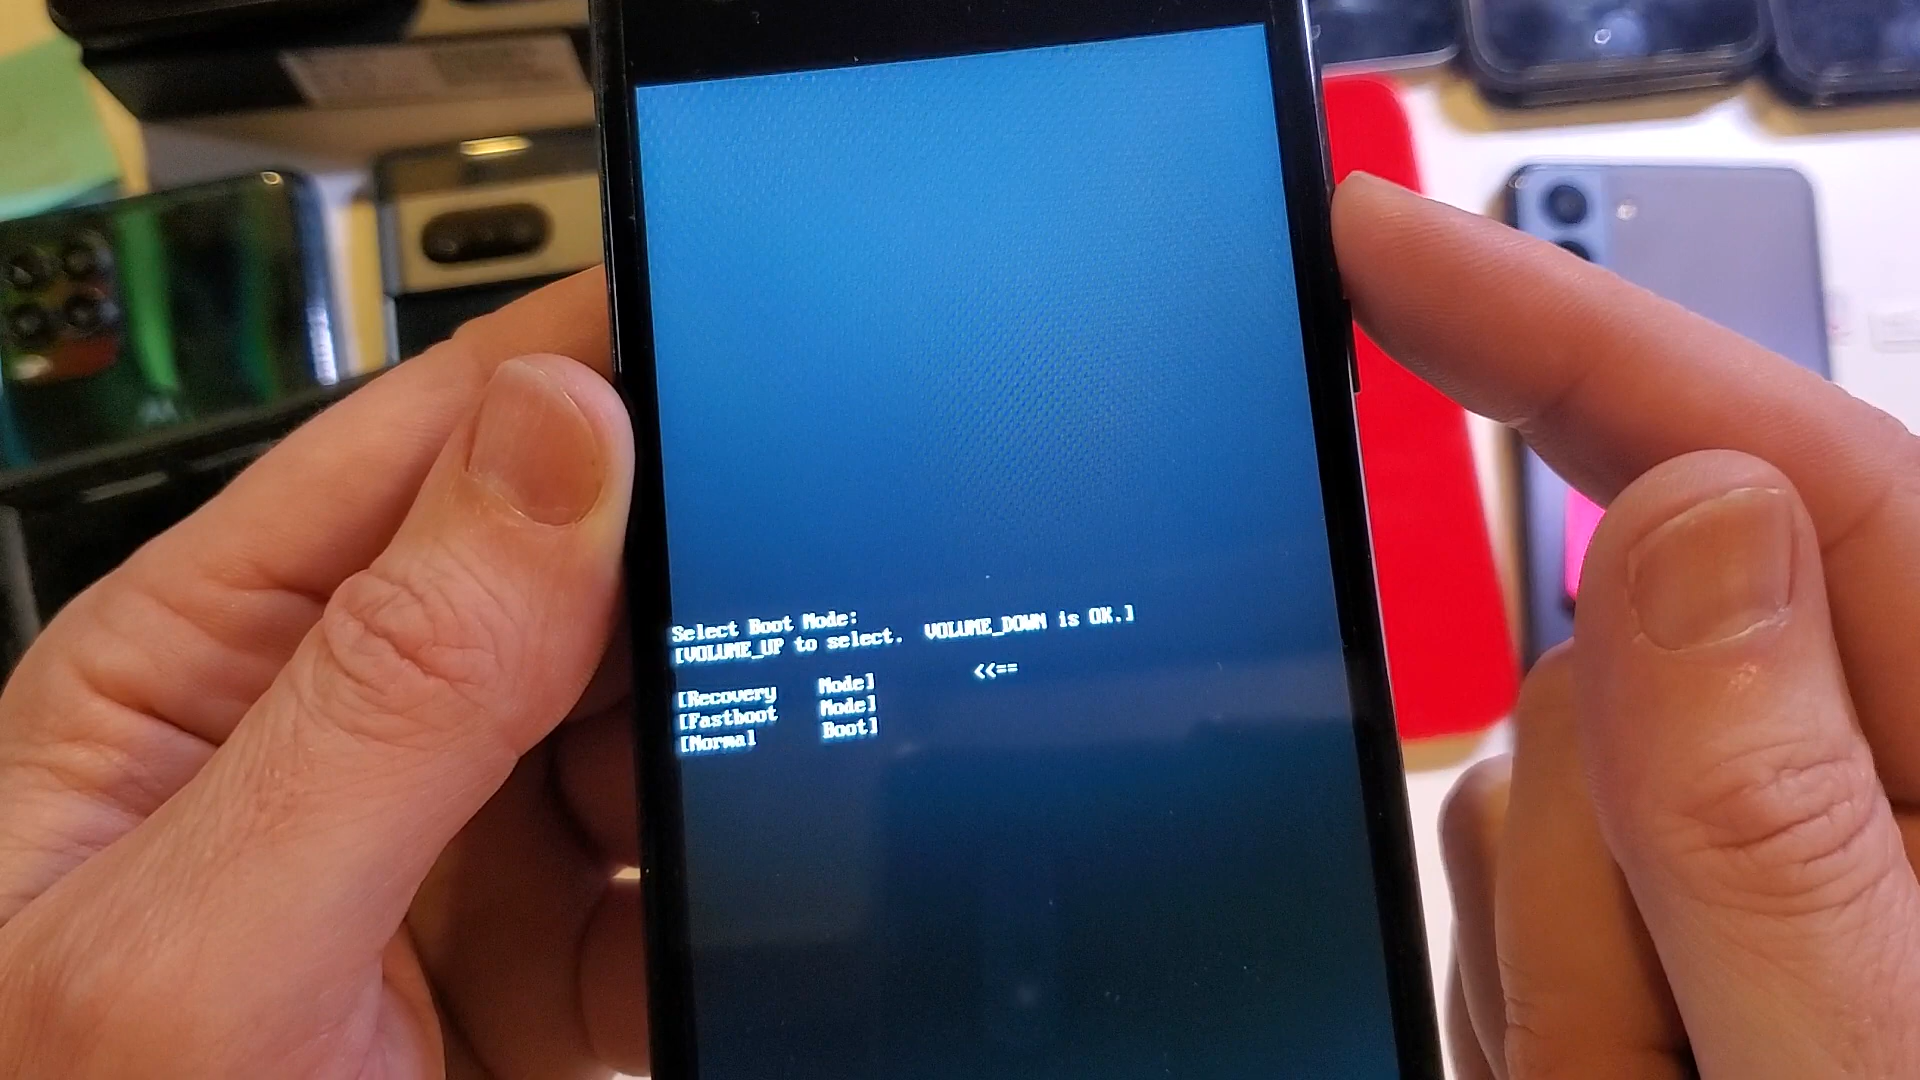 Select Boot Mode:
[VOLUME_UP to select.  VOLUME_DOWN is OK.]
[Recovery    Mode]    <<==
[Fastboot    Mode]
[Normal    Boot]